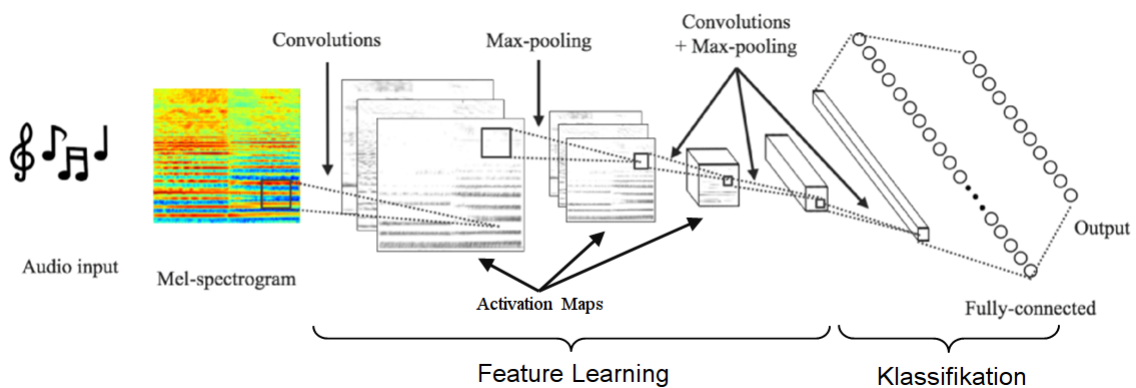 Convolutions
Max-pooling
Convolutions
+ Max-pooling
Audio input
Mel-spectrogram
Activation Maps
Output
Fully-connected
Feature Learning
Klassifikation